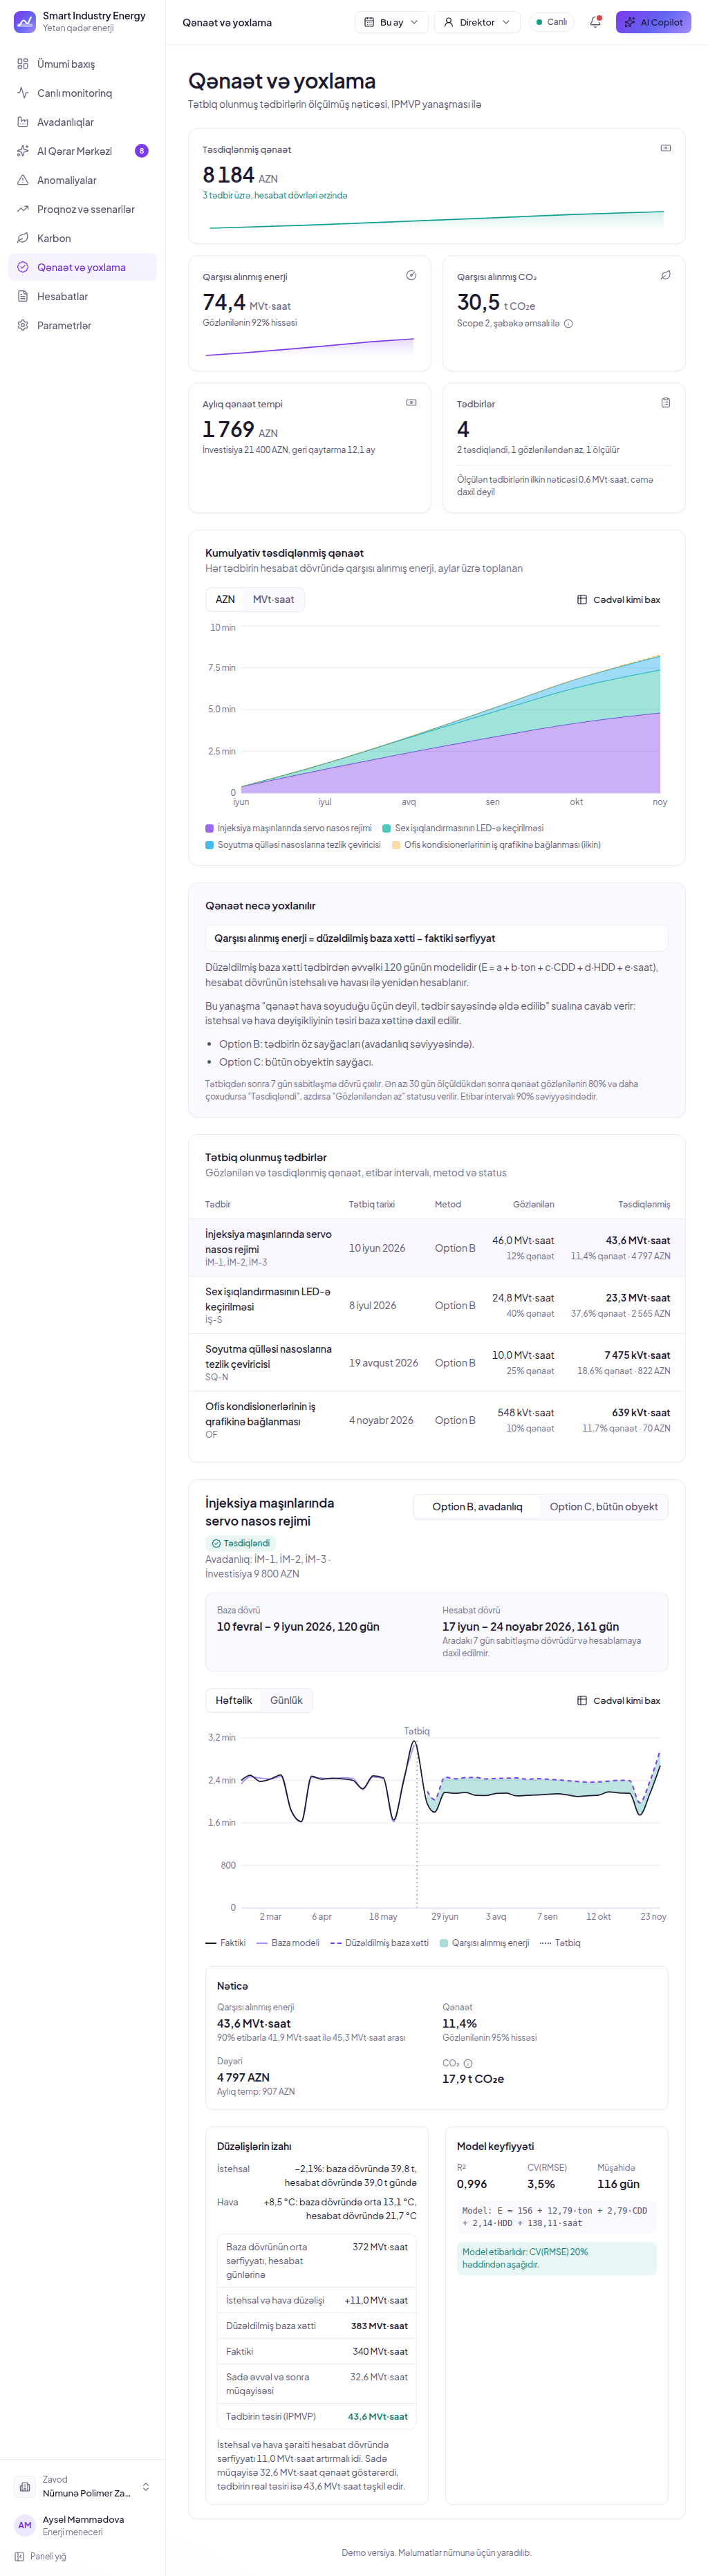 Smart Industry Energy
Yetən qədər enerji
Ümumi baxış
Canlı monitorinq
Avadanlıqlar
AI Qərar Mərkəzi 8
Anomaliyalar
Proqnoz və ssenarilər
Karbon
Qənaət və yoxlama
Hesabatlar
Parametrlər
Zavod
Nümunə Polimer Za...
AM
Aysel Məmmədova
Enerji meneceri
Paneli yığ
Qənaət və yoxlama
Bu ay
Direktor
Canlı
AI Copilot
Qənaət və yoxlama
Tətbiq olunmuş tədbirlərin ölçülmüş nəticəsi, IPMVP yanaşması ilə
Təsdiqlənmiş qənaət
8 184 AZN
3 tədbir üzrə, hesabat dövrləri ərzində
Qarşısı alınmış enerji
74,4 MVt·saat
Gözlənilənin 92% hissəsi
Qarşısı alınmış CO₂
30,5 t CO₂e
Scope 2, şəbəkə əmsalı ilə
Aylıq qənaət tempi
1 769 AZN
İnvestisiya 21 400 AZN, geri qaytarma 12,1 ay
Tədbirlər
4
2 təsdiqləndi, 1 gözləniləndən az, 1 ölçülür
Ölçülən tədbirlərin ilkin nəticəsi 0,6 MVt·saat, cəmə
daxil deyil
Kumulyativ təsdiqlənmiş qənaət
Hər tədbirin hesabat dövründə qarşısı alınmış enerji, aylar üzrə toplanan
AZN
MVt·saat
Cədvəl kimi bax
10 min
7,5 min
5,0 min
2,5 min
0
iyun
iyul
avq
sen
okt
noy
İnjeksiya maşınlarında servo nasos rejimi
Sex işıqlandırmasının LED-ə keçirilməsi
Soyutma qülləsi nasoslarına tezlik çeviricisi
Ofis kondisionerlərinin iş qrafikinə bağlanması (ilkin)
Qənaət necə yoxlanılır
Qarşısı alınmış enerji = düzəldilmiş baza xətti − faktiki sərfiyyat
Düzəldilmiş baza xətti tədbirdən əvvəlki 120 günün modelidir (E = a + b·ton + c·CDD + d·HDD + e·saat),
hesabat dövrünün istehsalı və havası ilə yenidən hesablanır.
Bu yanaşma "qənaət hava soyuduğu üçün deyil, tədbir sayəsində əldə edilib" sualına cavab verir:
istehsal və hava dəyişikliyinin təsiri baza xəttinə daxil edilir.
• Option B: tədbirin öz sayğacları (avadanlıq səviyyəsində).
• Option C: bütün obyektin sayğacı.
Tətbiqdən sonra 7 gün sabitləşmə dövrü çıxılır. Ən azı 30 gün ölçüldükdən sonra qənaət gözlənilənin 80% və daha
çoxudursa "Təsdiqləndi", azdırsa "Gözləniləndən az" statusu verilir. Etibar intervalı 90% səviyyəsindədir.
Tətbiq olunmuş tədbirlər
Gözlənilən və təsdiqlənmiş qənaət, etibar intervalı, metod və status
Tədbir
Tətbiq tarixi
Metod
Gözlənilən
Təsdiqlənmiş
İnjeksiya maşınlarında servo
nasos rejimi
İM-1, İM-2, İM-3
10 iyun 2026
Option B
46,0 MVt·saat
12% qənaət
43,6 MVt·saat
11,4% qənaət · 4 797 AZN
Sex işıqlandırmasının LED-ə
keçirilməsi
İŞ-S
8 iyul 2026
Option B
24,8 MVt·saat
40% qənaət
23,3 MVt·saat
37,6% qənaət · 2 565 AZN
Soyutma qülləsi nasoslarına
tezlik çeviricisi
SQ-N
19 avqust 2026
Option B
10,0 MVt·saat
25% qənaət
7 475 kVt·saat
18,6% qənaət · 822 AZN
Ofis kondisionerlərinin iş
qrafikinə bağlanması
OF
4 noyabr 2026
Option B
548 kVt·saat
10% qənaət
639 kVt·saat
11,7% qənaət · 70 AZN
İnjeksiya maşınlarında
servo nasos rejimi
Təsdiqləndi
Avadanlıq: İM-1, İM-2, İM-3 ·
İnvestisiya 9 800 AZN
Option B, avadanlıq
Option C, bütün obyekt
Baza dövrü
10 fevral – 9 iyun 2026, 120 gün
Hesabat dövrü
17 iyun – 24 noyabr 2026, 161 gün
Aradakı 7 gün sabitləşmə dövrüdür və hesablamaya
daxil edilmir.
Həftəlik
Günlük
Cədvəl kimi bax
Tətbiq
3,2 min
2,4 min
1,6 min
800
0
2 mar
6 apr
18 may
29 iyun
3 avq
7 sen
12 okt
23 noy
Faktiki
Baza modeli
Düzəldilmiş baza xətti
Qarşısı alınmış enerji
Tətbiq
Nəticə
Qarşısı alınmış enerji
43,6 MVt·saat
90% etibarla 41,9 MVt·saat ilə 45,3 MVt·saat arası
Qənaət
11,4%
Gözlənilənin 95% hissəsi
Dəyəri
4 797 AZN
Aylıq temp: 907 AZN
CO₂
17,9 t CO₂e
Düzəlişlərin izahı
İstehsal
−2,1%: baza dövründə 39,8 t,
hesabat dövründə 39,0 t gündə
Hava
+8,5 °C: baza dövründə orta 13,1 °C,
hesabat dövründə 21,7 °C
Baza dövrünün orta
sərfiyyatı, hesabat
günlərinə
372 MVt·saat
İstehsal və hava düzəlişi
+11,0 MVt·saat
Düzəldilmiş baza xətti
383 MVt·saat
Faktiki
340 MVt·saat
Sadə əvvəl və sonra
müqayisəsi
32,6 MVt·saat
Tədbirin təsiri (IPMVP)
43,6 MVt·saat
İstehsal və hava şəraiti hesabat dövründə
sərfiyyatı 11,0 MVt·saat artırmalı idi. Sadə
müqayisə 32,6 MVt·saat qənaət göstərərdi,
tədbirin real təsiri isə 43,6 MVt·saat təşkil edir.
Model keyfiyyəti
R²
0,996
CV(RMSE)
3,5%
Müşahidə
116 gün
Model: E = 156 + 12,79·ton + 2,79·CDD
+ 2,14·HDD + 138,11·saat
Model etibarlıdır: CV(RMSE) 20%
həddindən aşağıdır.
Demo versiya. Məlumatlar nümunə üçün yaradılıb.